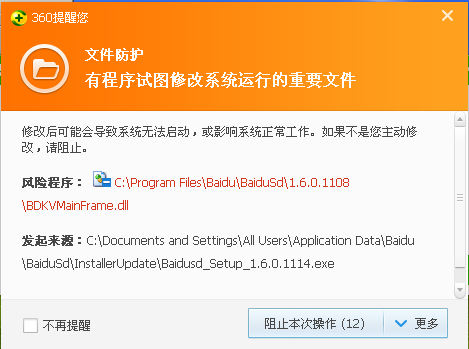 360提醒您
文件防护
有程序试图修改系统运行的重要文件
修改后可能会导致系统无法启动，或影响系统正常工作。如果不是您主动修
改，请阻止。
风险程序： C:\Program Files\Baidu\BaiduSd\1.6.0.1108
\BDKVMainFrame.dll
发起来源：C:\Documents and Settings\All Users\Application Data\Baidu
\BaiduSd\InstallerUpdate\Baidusd_Setup_1.6.0.1114.exe
不再提醒
阻止本次操作 (12)
更多